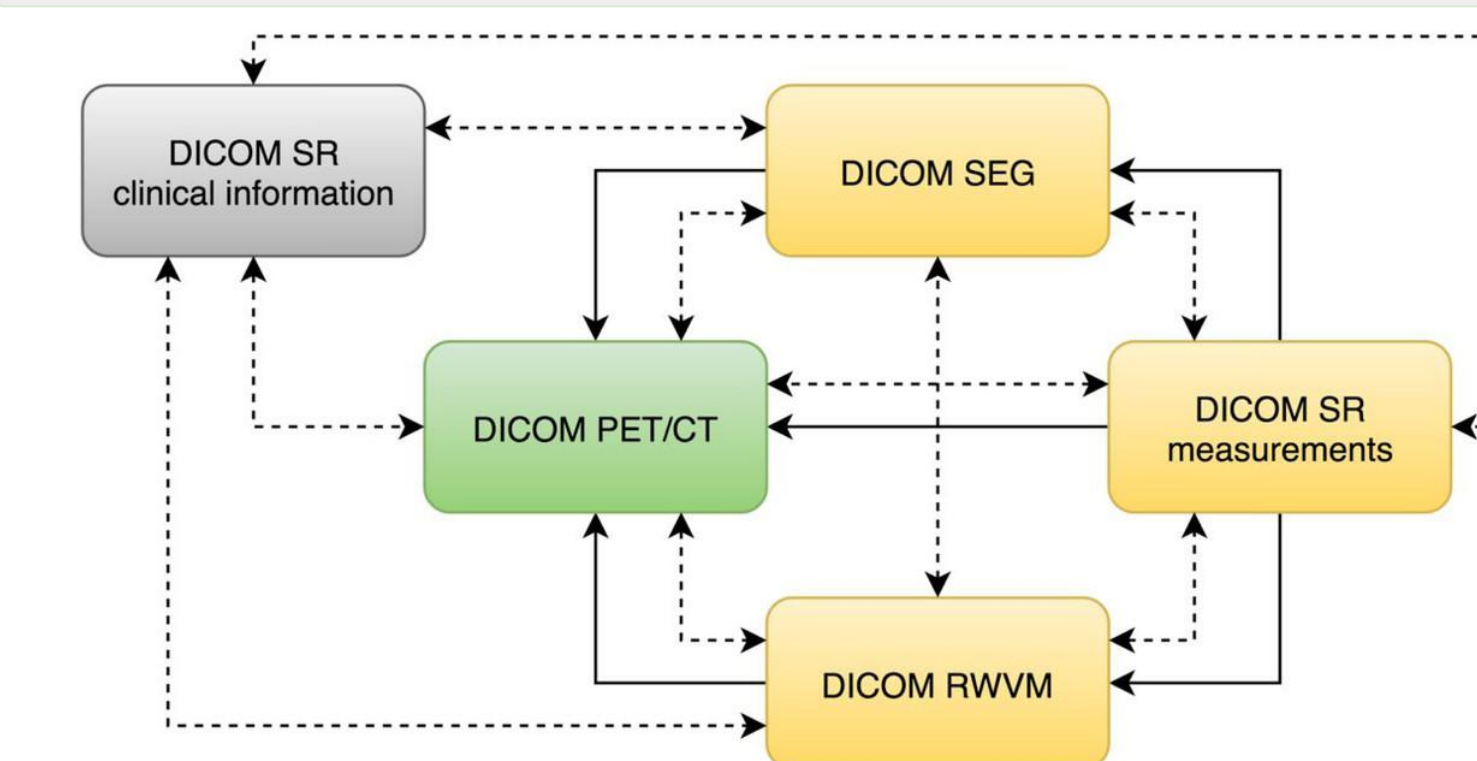 DICOM SR
clinical information
DICOM SEG
DICOM PET/CT
DICOM SR
measurements
DICOM RWVM